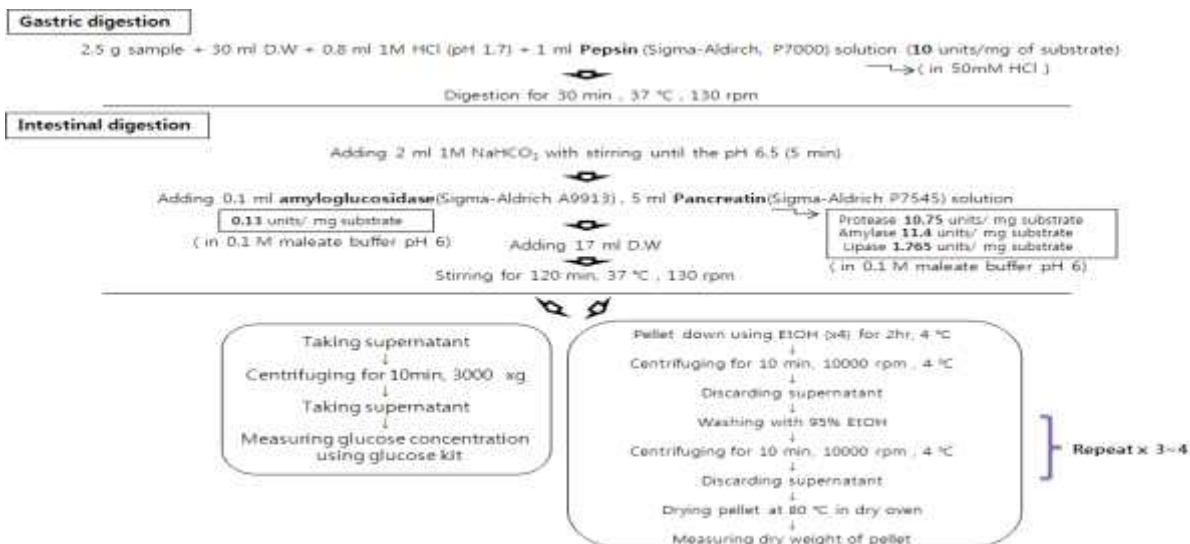 Gastric digestion
2.5 g sample + 30 ml D.W + 0.8 ml 1M HCl (pH 1.7) + 1 ml Pepsin (Sigma-Aldirch, P7000) solution (10 units/mg of substrate)
( in 50mM HCl )
Digestion for 30 min , 37 ℃ , 130 rpm
Intestinal digestion
Adding 2 ml 1M NaHCO₃ with stirring until the pH 6.5 (5 min)
Adding 0.1 ml amyloglucosidase(Sigma-Aldrich A9913) , 5 ml Pancreatin(Sigma-Aldrich P7545) solution
0.13 units/ mg substrate
( in 0.1 M maleate buffer pH 6)
Protease 10.75 units/ mg substrate
Amylase 11.4 units/ mg substrate
Lipase 1.765 units/ mg substrate
( in 0.1 M maleate buffer pH 6)
Adding 17 ml D.W
Stirring for 120 min, 37 ℃ , 130 rpm
Taking supernatant
Centrifuging for 10min, 3000 xg
Taking supernatant
Measuring glucose concentration
using glucose kit
Pellet down using EtOH (x4) for 2hr, 4 ℃
Centrifuging for 10 min, 10000 rpm , 4 ℃
Discarding supernatant
Washing with 95% EtOH
Centrifuging for 10 min, 10000 rpm , 4 ℃
Discarding supernatant
Repeat x 3~4
Drying pellet at 80 ℃ in dry oven
Measuring dry weight of pellet